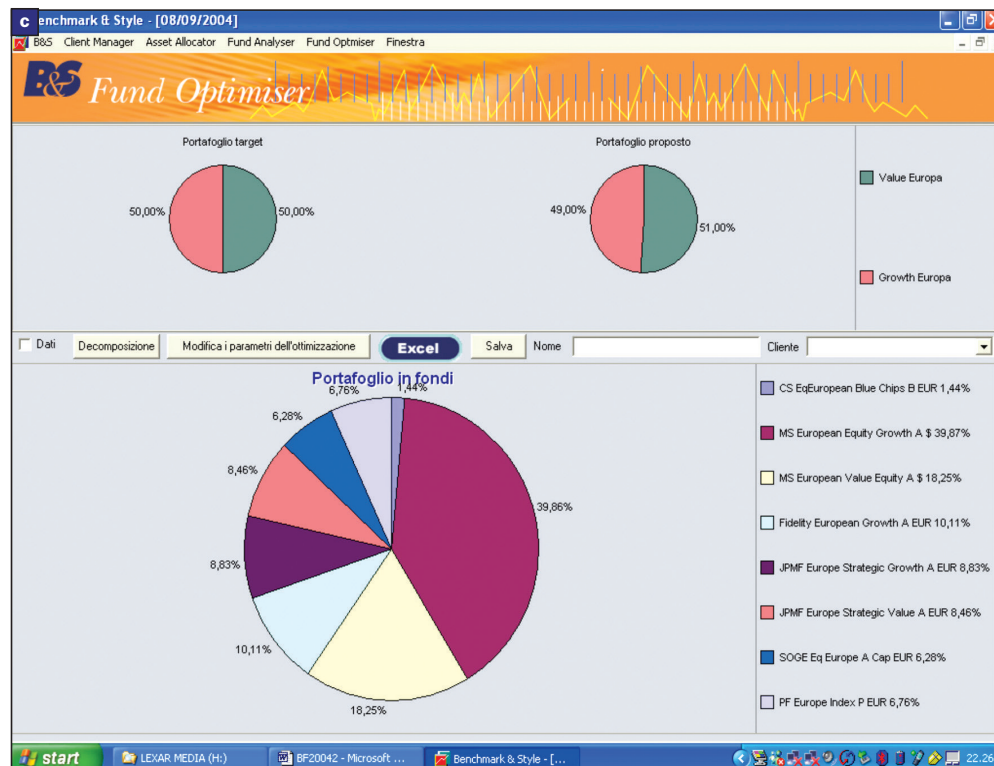 c
enchmark & Style - [08/09/2004]
B&S Client Manager Asset Allocator Fund Analyser Fund Optmiser Finestra
B&S Fund Optimiser
Portafoglio target
50,00%
50,00%
Portafoglio proposto
49,00%
51,00%
Value Europa
Growth Europa
Dati Decomposizione Modifica i parametri dell'ottimizzazione Excel Salva Nome Cliente
Portafoglio in fondi
6,76%
1,44%
6,28%
8,46%
39,86%
8,83%
10,11%
18,25%
CS EqEuropean Blue Chips B EUR 1,44%
MS European Equity Growth A $ 39,87%
MS European Value Equity A $ 18,25%
Fidelity European Growth A EUR 10,11%
JPMF Europe Strategic Growth A EUR 8,83%
JPMF Europe Strategic Value A EUR 8,46%
SOGE Eq Europe A Cap EUR 6,28%
PF Europe Index P EUR 6,76%
start LEXAR MEDIA (H:) BF20042 - Microsoft ... Benchmark & Style - [... 22.26